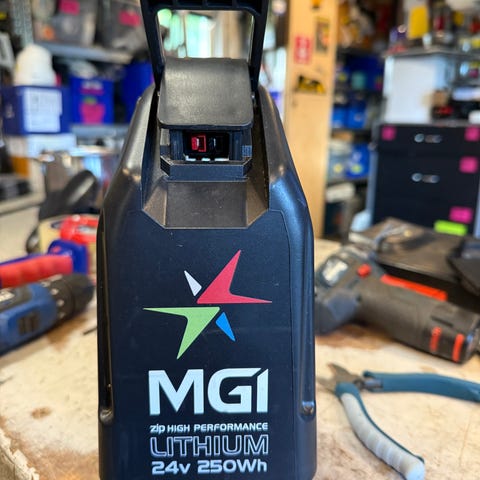 MGI
zip HIGH PERFORMANCE
LITHIUM
24v 250Wh